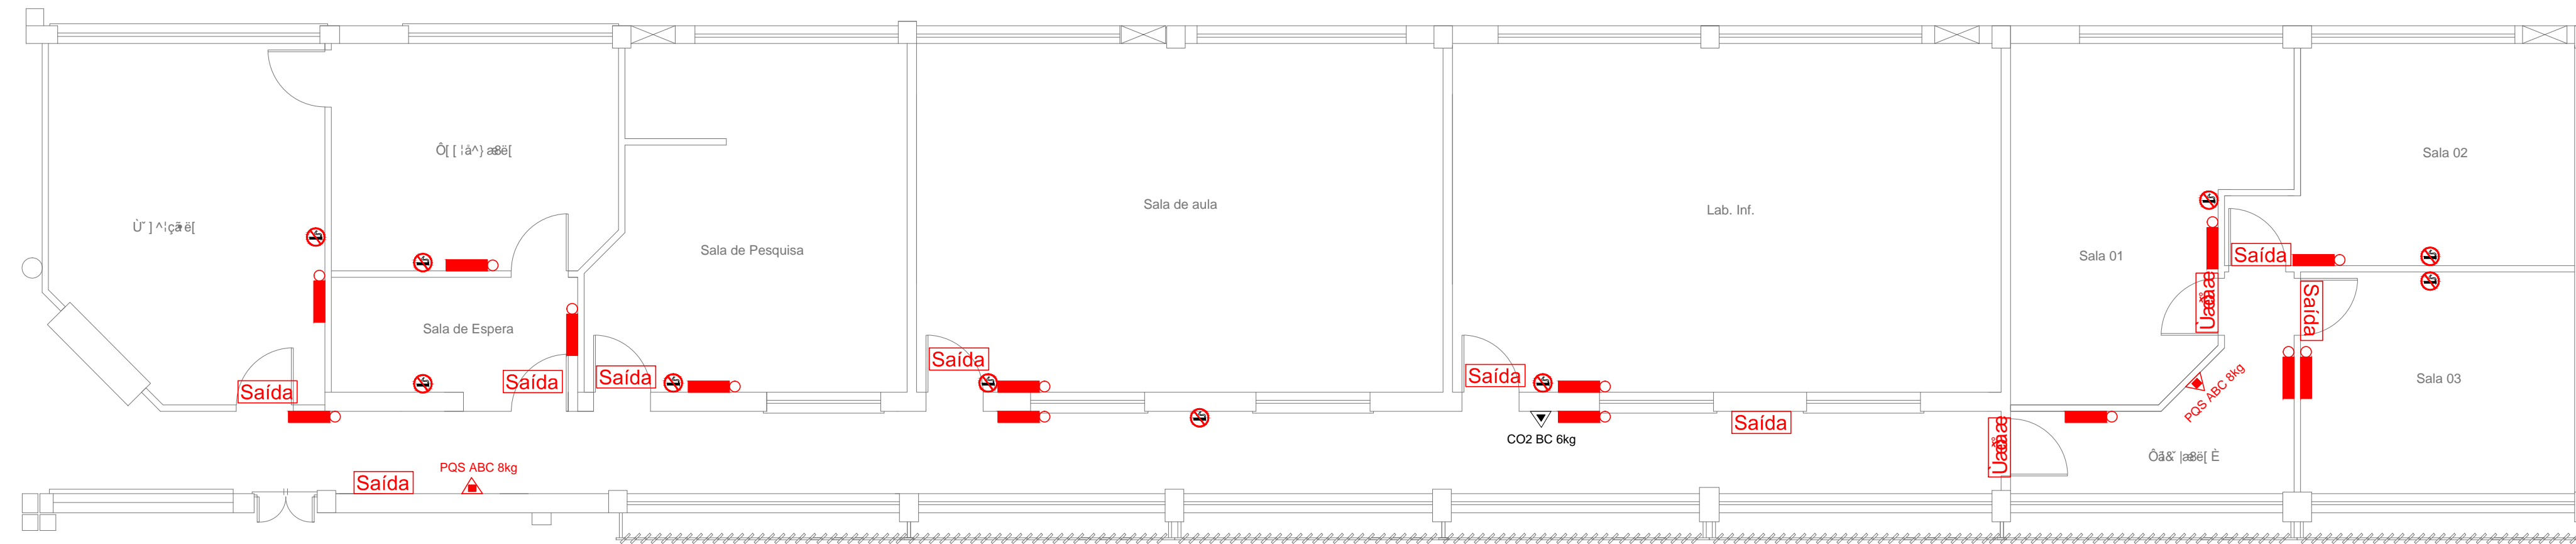 Sala 02
Sala de aula
Lab. Inf.
Sala de Pesquisa
Sala 01
Saída
Saída
Sala de Espera
Saída
Saída
Saída
Saída
Sala 03
Saída
PQS ABC 8kg
Saída
CO2 BC 6kg
PQS ABC 8kg
Saída